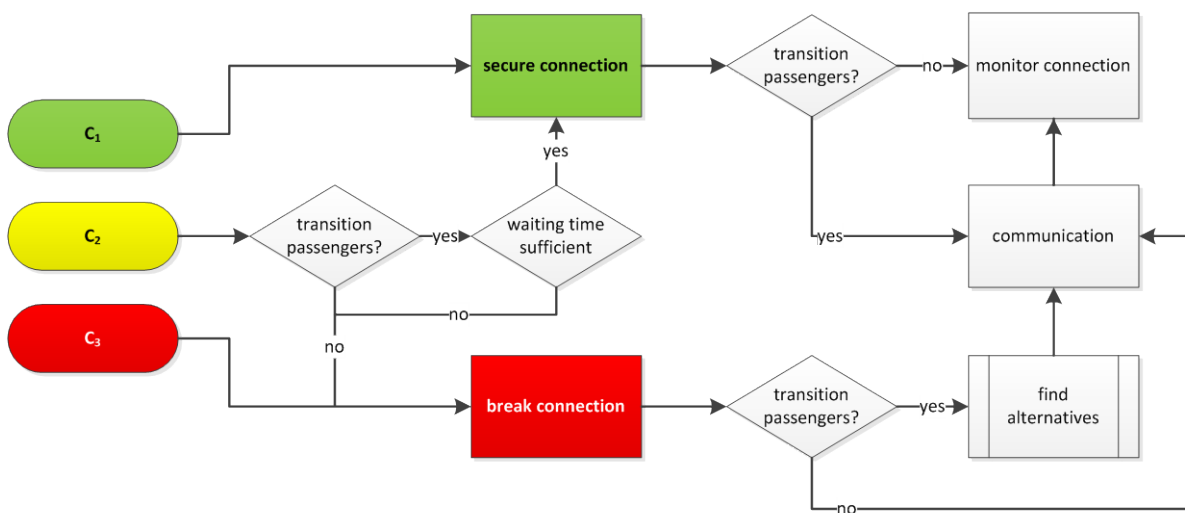 secure connection
transition
passengers?
no
monitor connection
C₁
yes
C₂
transition
passengers?
yes
waiting time
sufficient
yes
communication
no
C₃
no
break connection
transition
passengers?
yes
find
alternatives
no